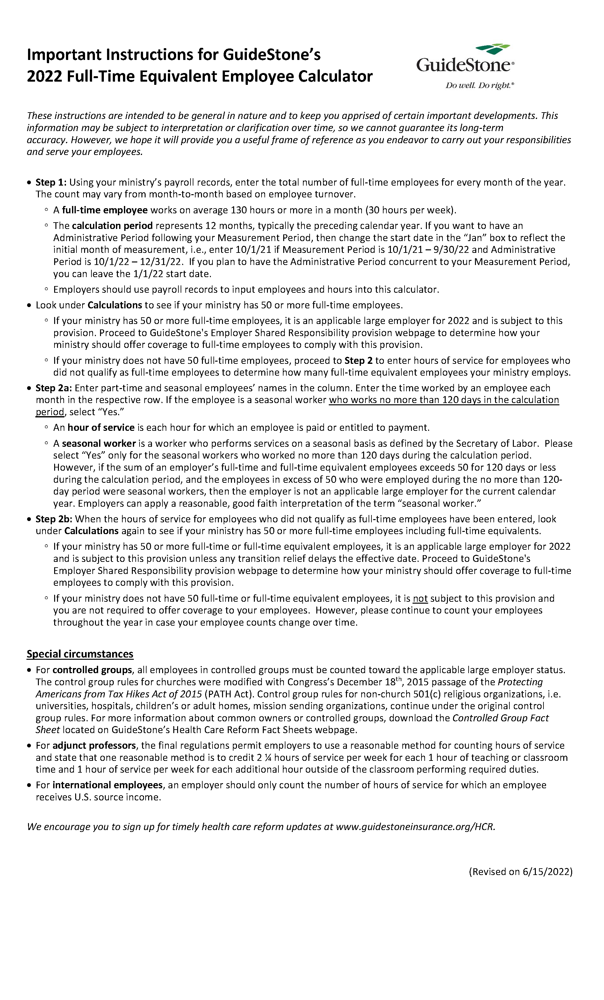 Important Instructions for GuideStone’s
2022 Full-Time Equivalent Employee Calculator
GuideStone®
Do well. Do right.®
These instructions are intended to be general in nature and to keep you apprised of certain important developments. This
information may be subject to interpretation or clarification over time, so we cannot guarantee its long-term
accuracy. However, we hope it will provide you a useful frame of reference as you endeavor to carry out your responsibilities
and serve your employees.
• Step 1: Using your ministry’s payroll records, enter the total number of full-time employees for every month of the year.
The count may vary from month-to-month based on employee turnover.
◦ A full-time employee works on average 130 hours or more in a month (30 hours per week).
◦ The calculation period represents 12 months, typically the preceding calendar year. If you want to have an
Administrative Period following your Measurement Period, then change the start date in the “Jan” box to reflect the
initial month of measurement, i.e., enter 10/1/21 if Measurement Period is 10/1/21 – 9/30/22 and Administrative
Period is 10/1/22 – 12/31/22.  If you plan to have the Administrative Period concurrent to your Measurement Period,
you can leave the 1/1/22 start date.
◦ Employers should use payroll records to input employees and hours into this calculator.
• Look under Calculations to see if your ministry has 50 or more full-time employees.
◦ If your ministry has 50 or more full-time employees, it is an applicable large employer for 2022 and is subject to this
provision. Proceed to GuideStone's Employer Shared Responsibility provision webpage to determine how your
ministry should offer coverage to full-time employees to comply with this provision.
◦ If your ministry does not have 50 full-time employees, proceed to Step 2 to enter hours of service for employees who
did not qualify as full-time employees to determine how many full-time equivalent employees your ministry employs.
• Step 2a: Enter part-time and seasonal employees’ names in the column. Enter the time worked by an employee each
month in the respective row. If the employee is a seasonal worker who works no more than 120 days in the calculation
period, select “Yes.”
◦ An hour of service is each hour for which an employee is paid or entitled to payment.
◦ A seasonal worker is a worker who performs services on a seasonal basis as defined by the Secretary of Labor.  Please
select “Yes” only for the seasonal workers who worked no more than 120 days during the calculation period.
However, if the sum of an employer’s full-time and full-time equivalent employees exceeds 50 for 120 days or less
during the calculation period, and the employees in excess of 50 who were employed during the no more than 120-
day period were seasonal workers, then the employer is not an applicable large employer for the current calendar
year. Employers can apply a reasonable, good faith interpretation of the term “seasonal worker.”
• Step 2b: When the hours of service for employees who did not qualify as full-time employees have been entered, look
under Calculations again to see if your ministry has 50 or more full-time employees including full-time equivalents.
◦ If your ministry has 50 or more full-time or full-time equivalent employees, it is an applicable large employer for 2022
and is subject to this provision unless any transition relief delays the effective date. Proceed to GuideStone's
Employer Shared Responsibility provision webpage to determine how your ministry should offer coverage to full-time
employees to comply with this provision.
◦ If your ministry does not have 50 full-time or full-time equivalent employees, it is not subject to this provision and
you are not required to offer coverage to your employees.  However, please continue to count your employees
throughout the year in case your employee counts change over time.
Special circumstances
• For controlled groups, all employees in controlled groups must be counted toward the applicable large employer status.
The control group rules for churches were modified with Congress’s December 18th, 2015 passage of the Protecting
Americans from Tax Hikes Act of 2015 (PATH Act). Control group rules for non-church 501(c) religious organizations, i.e.
universities, hospitals, children’s or adult homes, mission sending organizations, continue under the original control
group rules. For more information about common owners or controlled groups, download the Controlled Group Fact
Sheet located on GuideStone’s Health Care Reform Fact Sheets webpage.
• For adjunct professors, the final regulations permit employers to use a reasonable method for counting hours of service
and state that one reasonable method is to credit 2 ¼ hours of service per week for each 1 hour of teaching or classroom
time and 1 hour of service per week for each additional hour outside of the classroom performing required duties.
• For international employees, an employer should only count the number of hours of service for which an employee
receives U.S. source income.
We encourage you to sign up for timely health care reform updates at www.guidestoneinsurance.org/HCR.
(Revised on 6/15/2022)